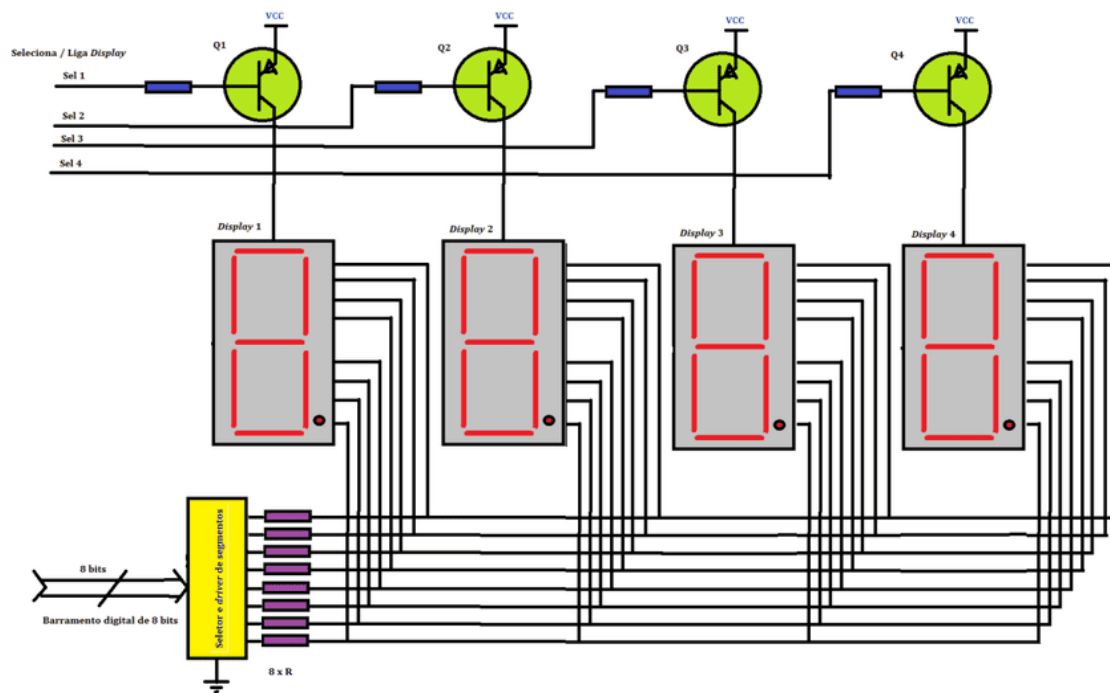 VCC
VCC
VCC
VCC
Q1
Q2
Q3
Q4
Seleciona / Liga Display
Sel 1
Sel 2
Sel 3
Sel 4
Display 1
Display 2
Display 3
Display 4
Seletor e driver de segmentos
8 bits
Barramento digital de 8 bits
8 x R